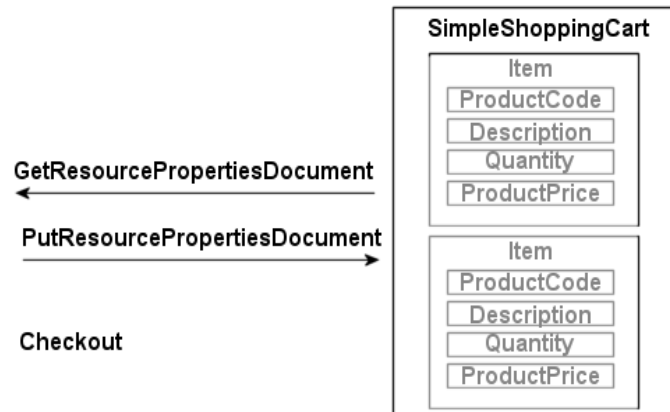 SimpleShoppingCart
Item
ProductCode
Description
Quantity
ProductPrice
GetResourcePropertiesDocument
PutResourcePropertiesDocument
Item
ProductCode
Description
Quantity
ProductPrice
Checkout